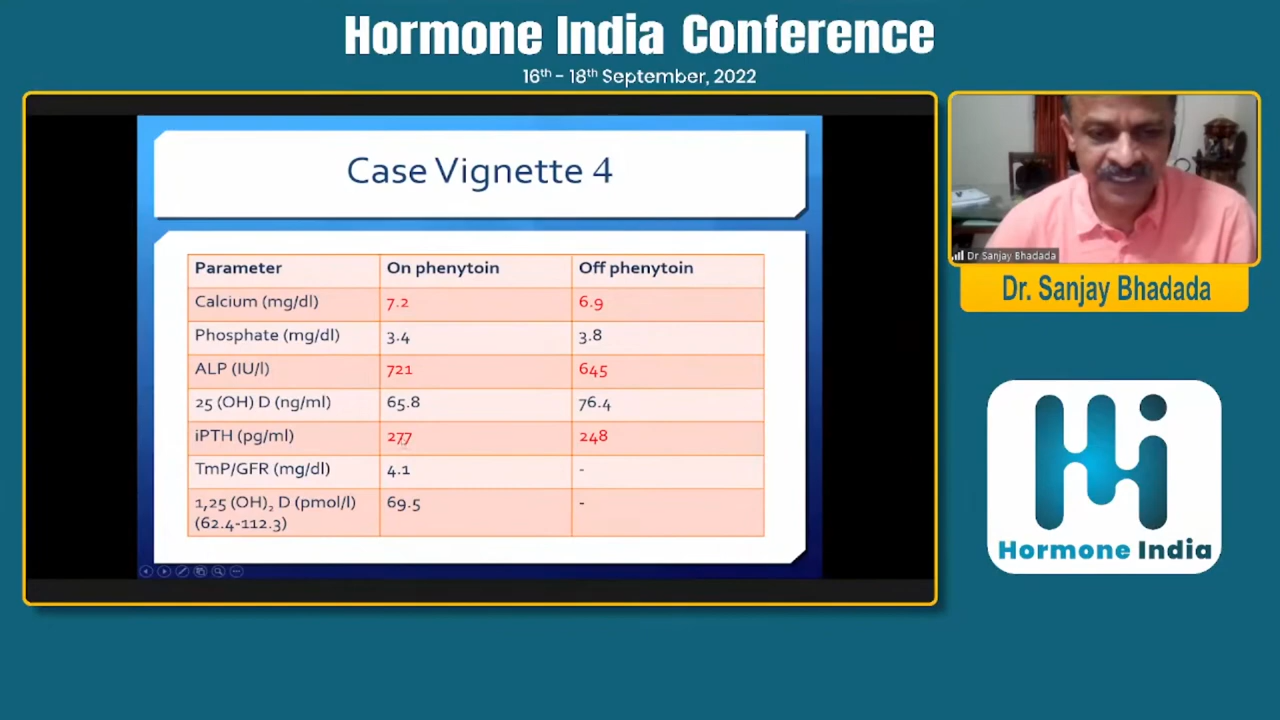 Hormone India Conference
16th - 18th September, 2022
Case Vignette 4
Parameter On phenytoin Off phenytoin
Calcium (mg/dl) 7.2 6.9
Phosphate (mg/dl) 3.4 3.8
ALP (IU/l) 721 645
25 (OH) D (ng/ml) 65.8 76.4
iPTH (pg/ml) 277 248
TmP/GFR (mg/dl) 4.1 -
1,25 (OH)₂ D (pmol/l) 69.5 -
(62.4-112.3)
Dr Sanjay Bhadada
Dr. Sanjay Bhadada
Hormone India